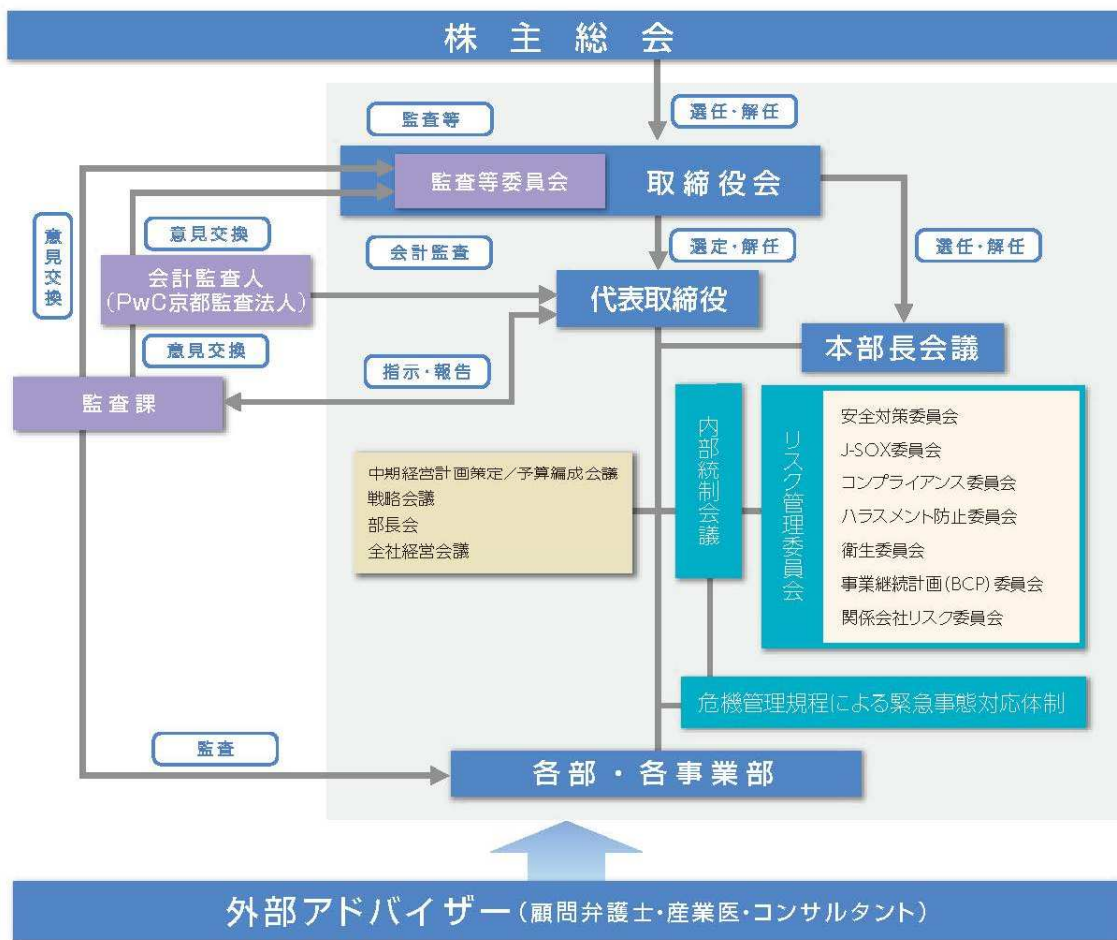 株主総会
監査等
選任・解任
監査等委員会
取締役会
意見交換
意見交換
会計監査
選定・解任
選任・解任
会計監査人
(PwC京都監査法人)
代表取締役
意見交換
本部長会議
指示・報告
監査課
内部統制会議
リスク管理委員会
安全対策委員会
J-SOX委員会
コンプライアンス委員会
ハラスメント防止委員会
衛生委員会
事業継続計画(BCP)委員会
関係会社リスク委員会
中期経営計画策定/予算編成会議
戦略会議
部長会
全社経営会議
危機管理規程による緊急事態対応体制
監査
各部・各事業部
外部アドバイザー(顧問弁護士・産業医・コンサルタント)